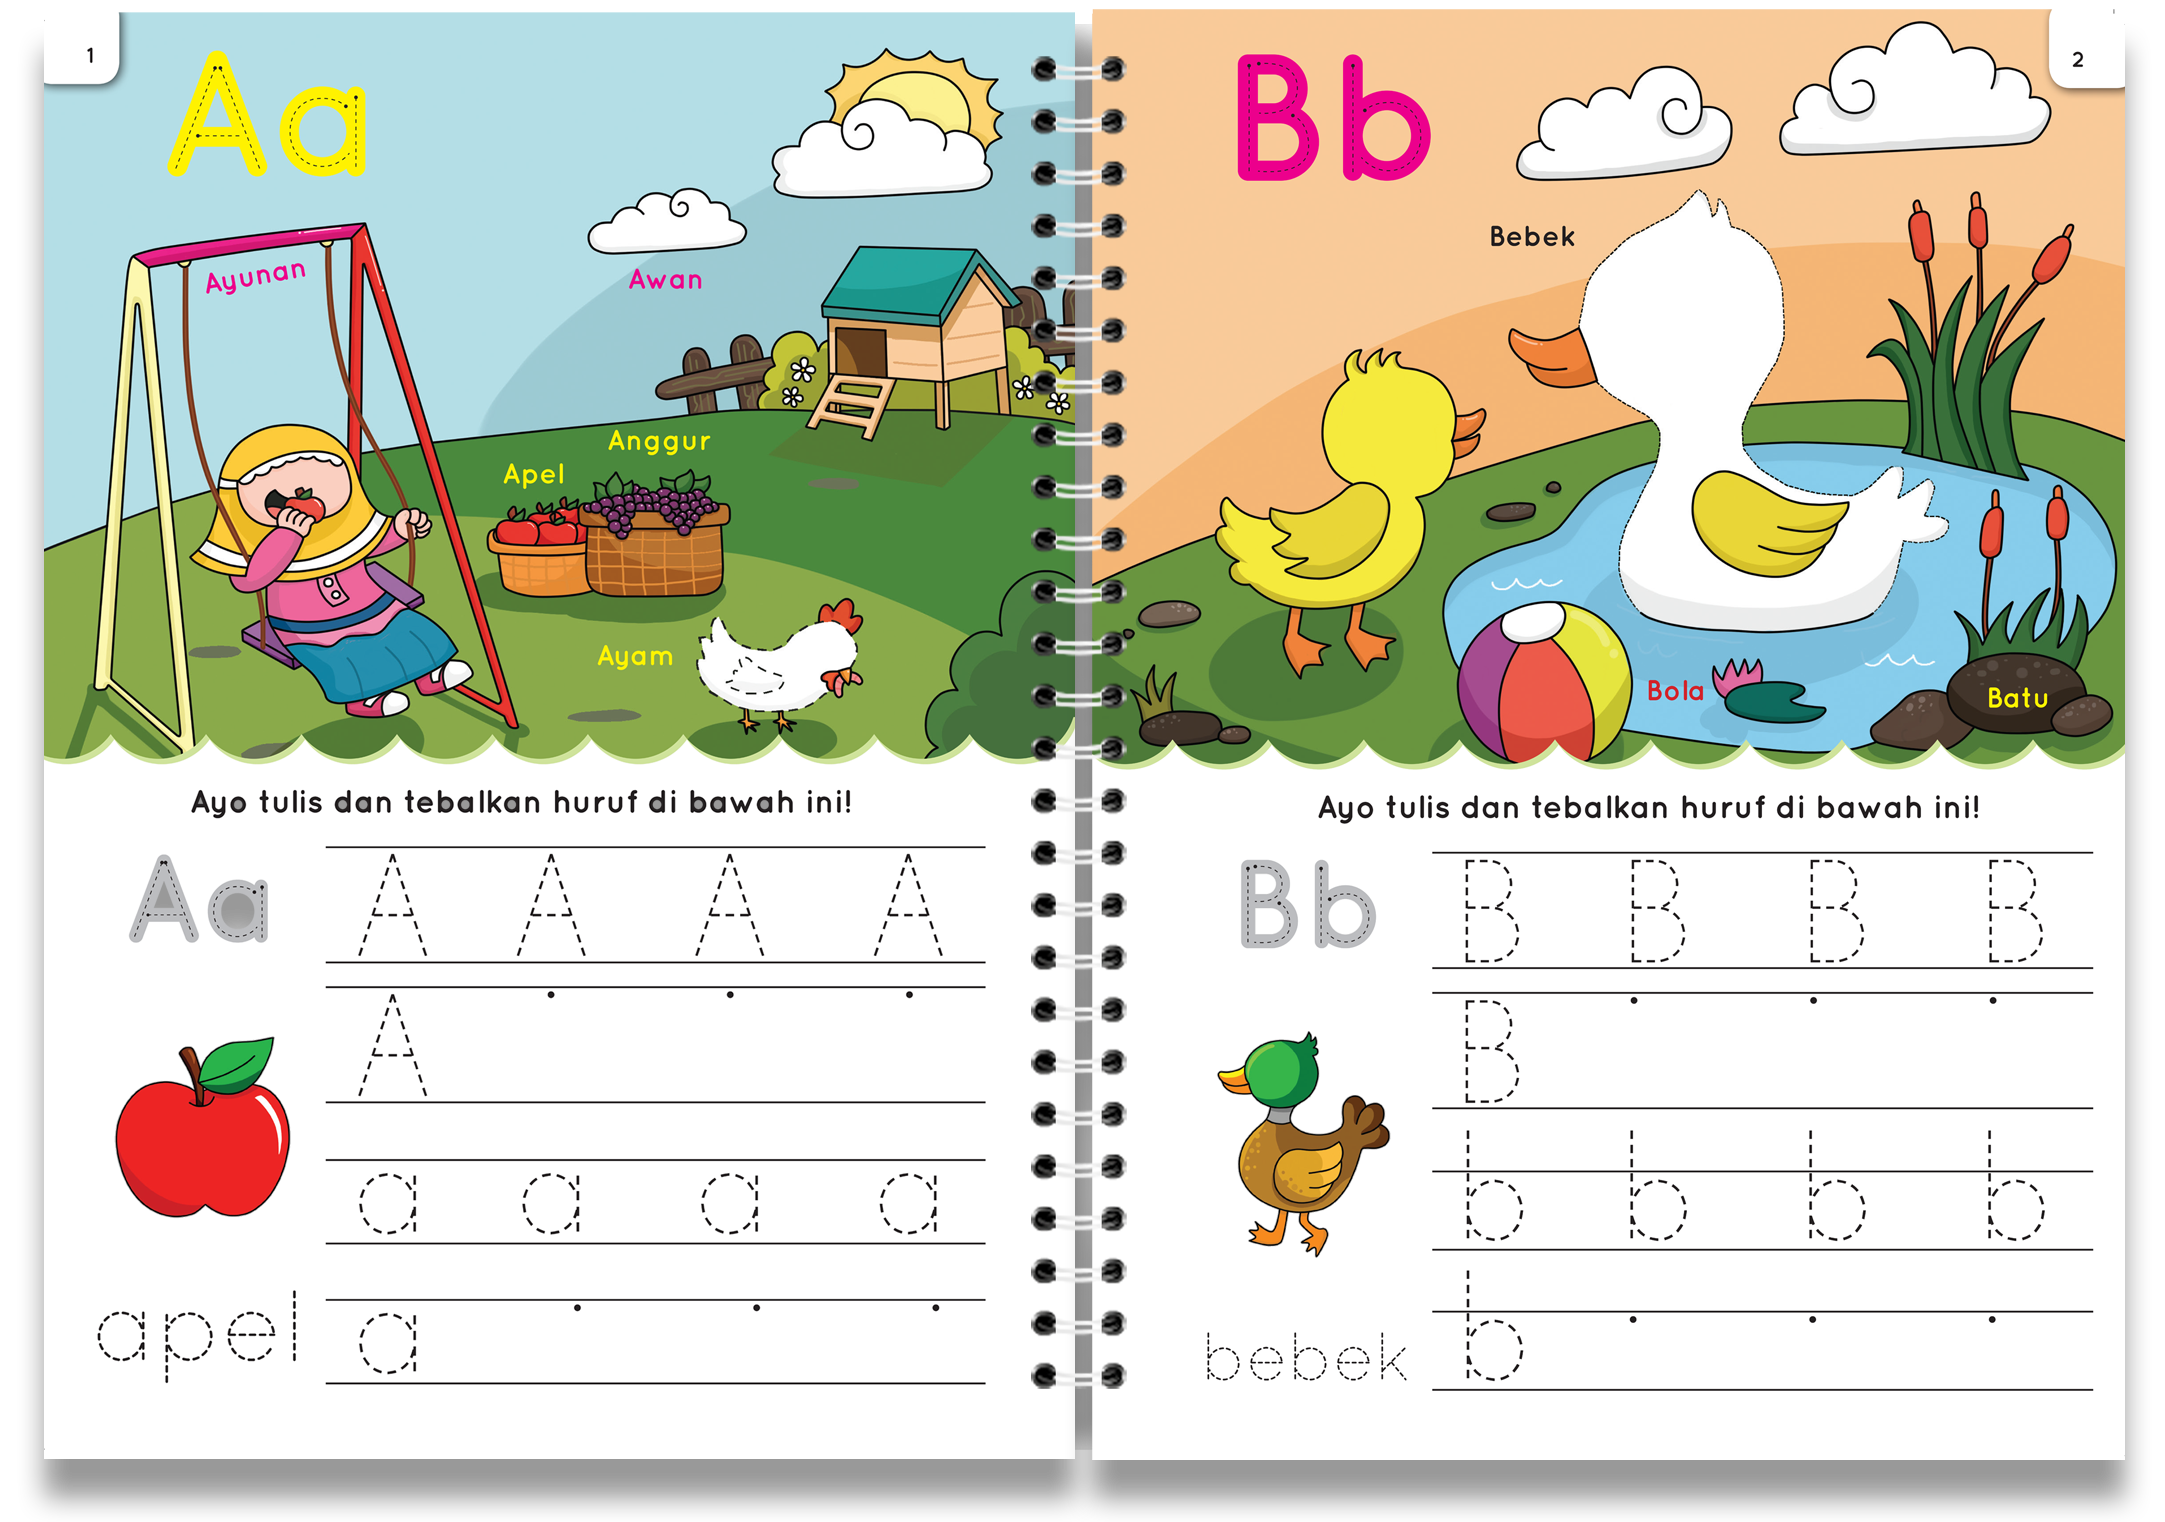 1
Aa
Ayunan
Awan
Anggur
Apel
Ayam
Ayo tulis dan tebalkan huruf di bawah ini!
Aa A A A A
A
a a a a
apel a
2
Bb
Bebek
Bola
Batu
Ayo tulis dan tebalkan huruf di bawah ini!
Bb B B B B
B
b b b b
bebek b